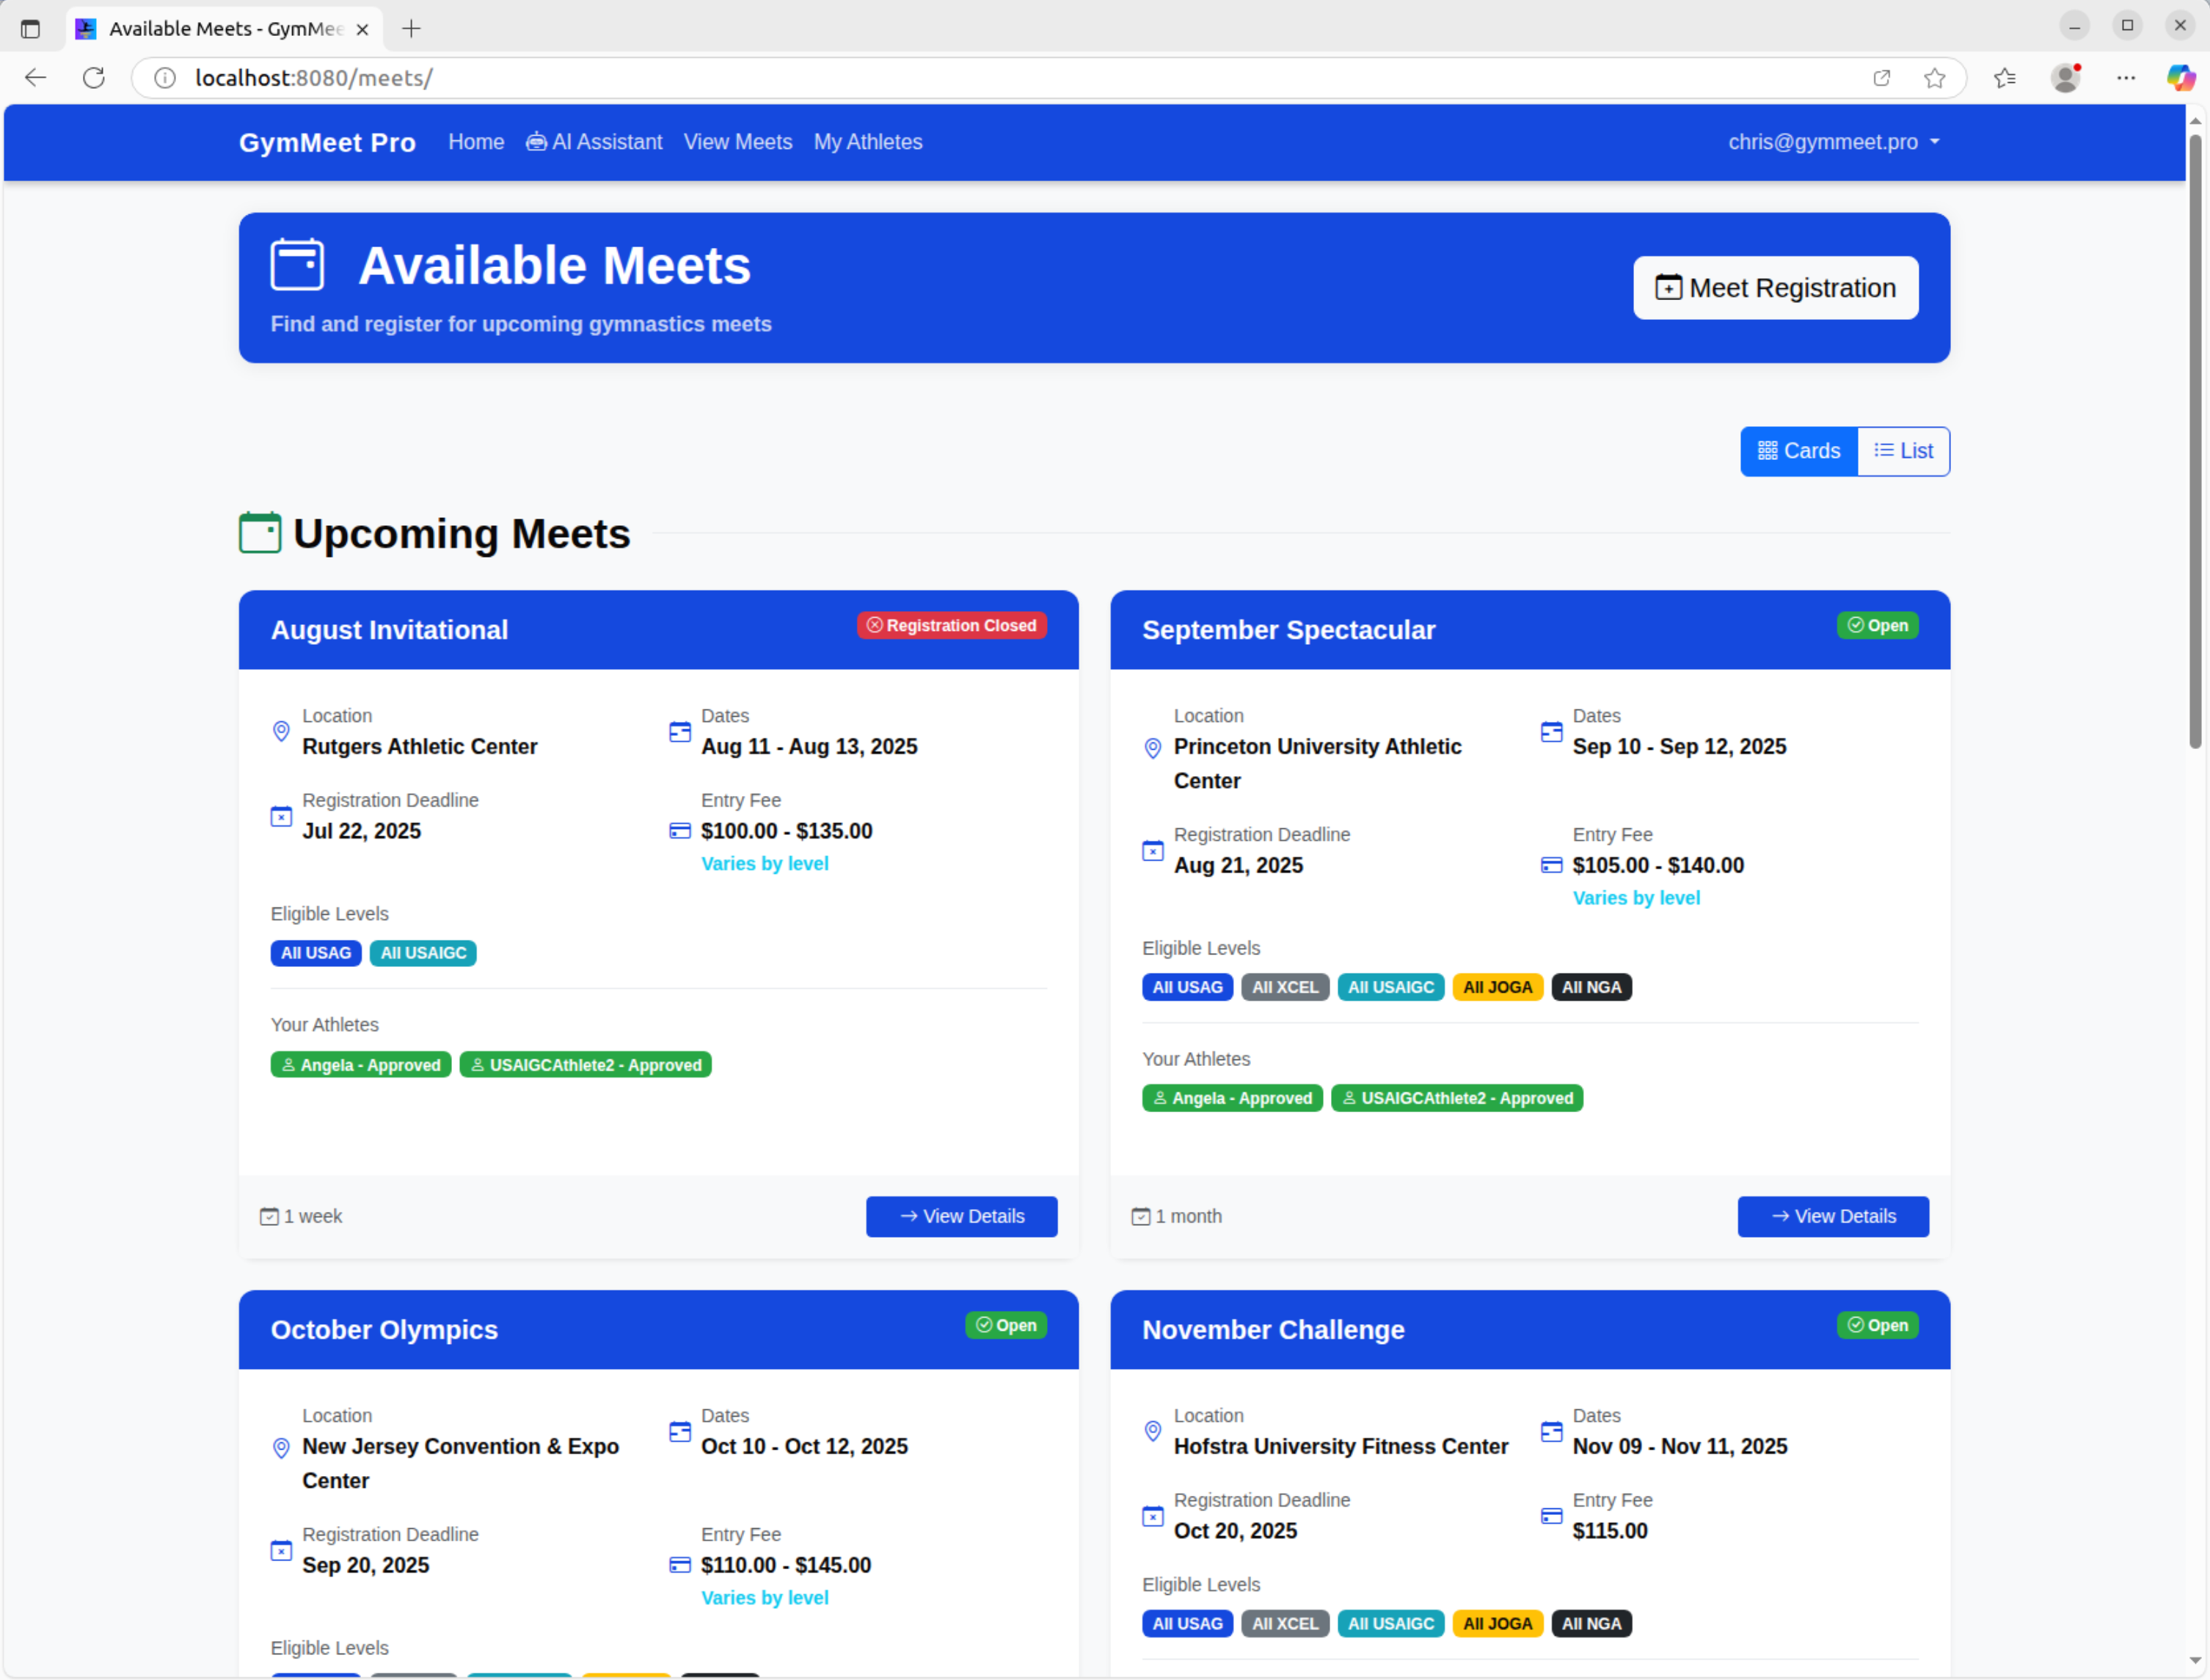 Available Meets - GymMee
localhost:8080/meets/
GymMeet Pro Home AI Assistant View Meets My Athletes chris@gymmeet.pro
Available Meets
Find and register for upcoming gymnastics meets
Meet Registration
Cards List
Upcoming Meets
August Invitational Registration Closed
Location Dates
Rutgers Athletic Center Aug 11 - Aug 13, 2025
Registration Deadline Entry Fee
Jul 22, 2025 $100.00 - $135.00
Varies by level
Eligible Levels
All USAG All USAIGC
Your Athletes
Angela - Approved USAIGCAthlete2 - Approved
1 week View Details
September Spectacular Open
Location Dates
Princeton University Athletic Sep 10 - Sep 12, 2025
Center
Registration Deadline Entry Fee
Aug 21, 2025 $105.00 - $140.00
Varies by level
Eligible Levels
All USAG All XCEL All USAIGC All JOGA All NGA
Your Athletes
Angela - Approved USAIGCAthlete2 - Approved
1 month View Details
October Olympics Open
Location Dates
New Jersey Convention & Expo Oct 10 - Oct 12, 2025
Center
Registration Deadline Entry Fee
Sep 20, 2025 $110.00 - $145.00
Varies by level
Eligible Levels
November Challenge Open
Location Dates
Hofstra University Fitness Center Nov 09 - Nov 11, 2025
Registration Deadline Entry Fee
Oct 20, 2025 $115.00
Eligible Levels
All USAG All XCEL All USAIGC All JOGA All NGA